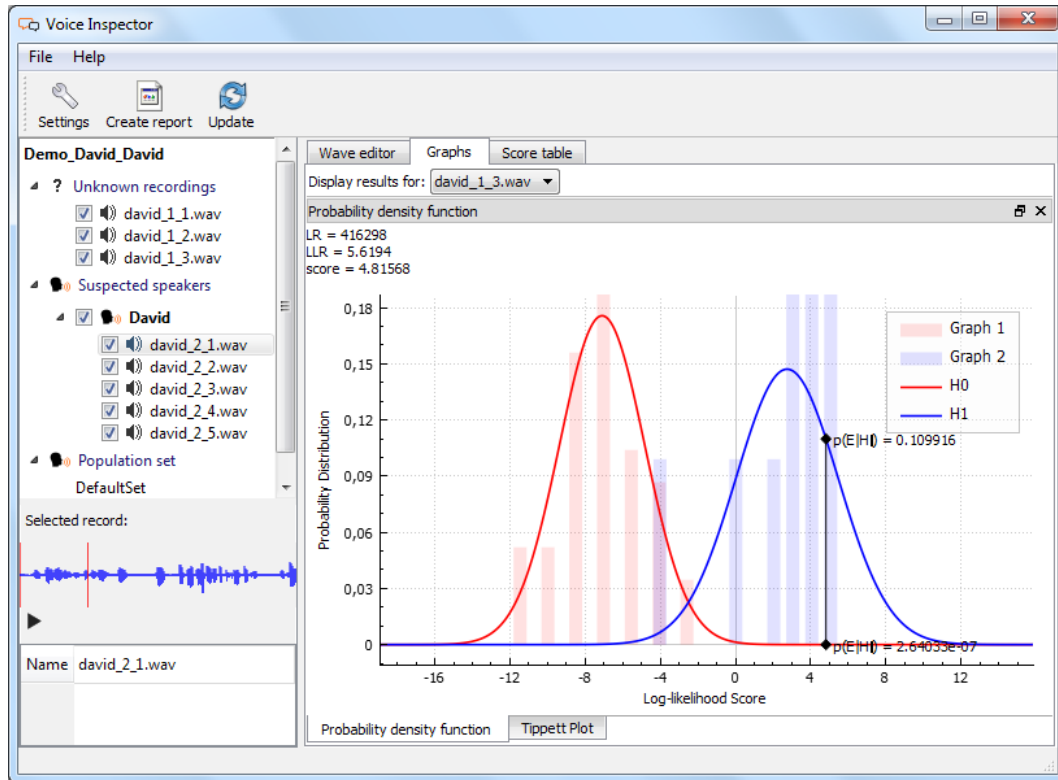 Voice Inspector
File Help
Settings Create report Update
Demo_David_David
? Unknown recordings
david_1_1.wav
david_1_2.wav
david_1_3.wav
Suspected speakers
David
david_2_1.wav
david_2_2.wav
david_2_3.wav
david_2_4.wav
david_2_5.wav
Population set
DefaultSet
Selected record:
Name david_2_1.wav
Wave editor Graphs Score table
Display results for: david_1_3.wav
Probability density function
LR = 416298
LLR = 5.6194
score = 4.81568
0,18
0,15
0,12
0,09
0,06
0,03
0
Probability Distribution
Graph 1
Graph 2
H0
H1
p(E|H) = 0.109916
p(E|H) = 2.64033e-07
-16 -12 -8 -4 0 4 8 12
Log-likelihood Score
Probability density function Tippett Plot